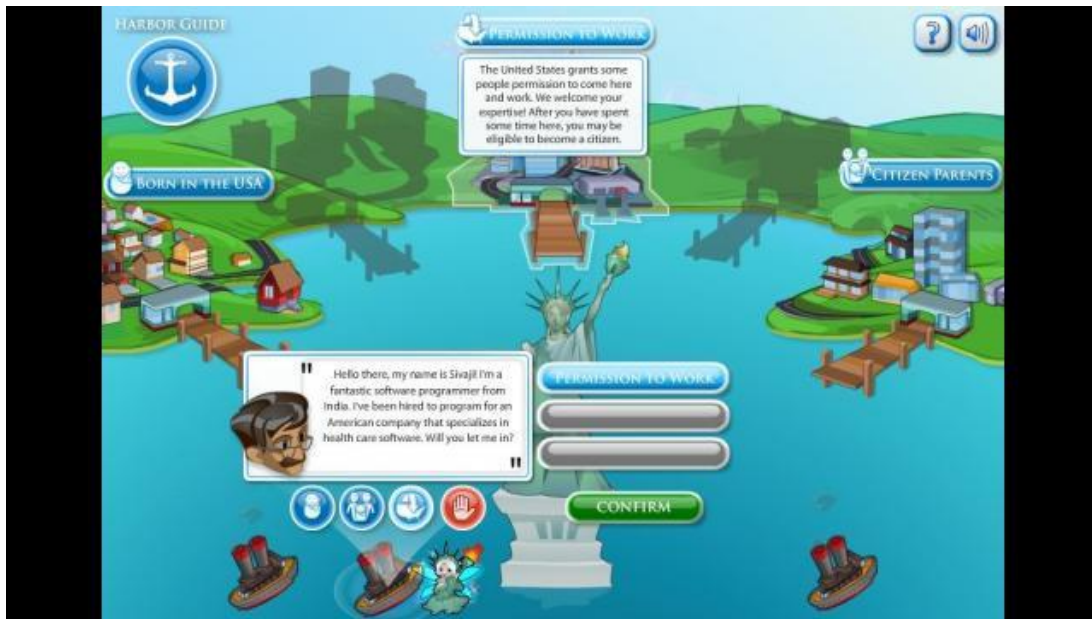 HARBOR GUIDE
PERMISSION TO WORK
?
The United States grants some
people permission to come here
and work. We welcome your
expertise! After you have spent
some time here, you may be
eligible to become a citizen.
BORN IN THE USA
CITIZEN PARENTS
"
Hello there, my name is Sivaji! I'm a
fantastic software programmer from
India. I've been hired to program for an
American company that specializes in
health care software. Will you let me in?
"
PERMISSION TO WORK
CONFIRM